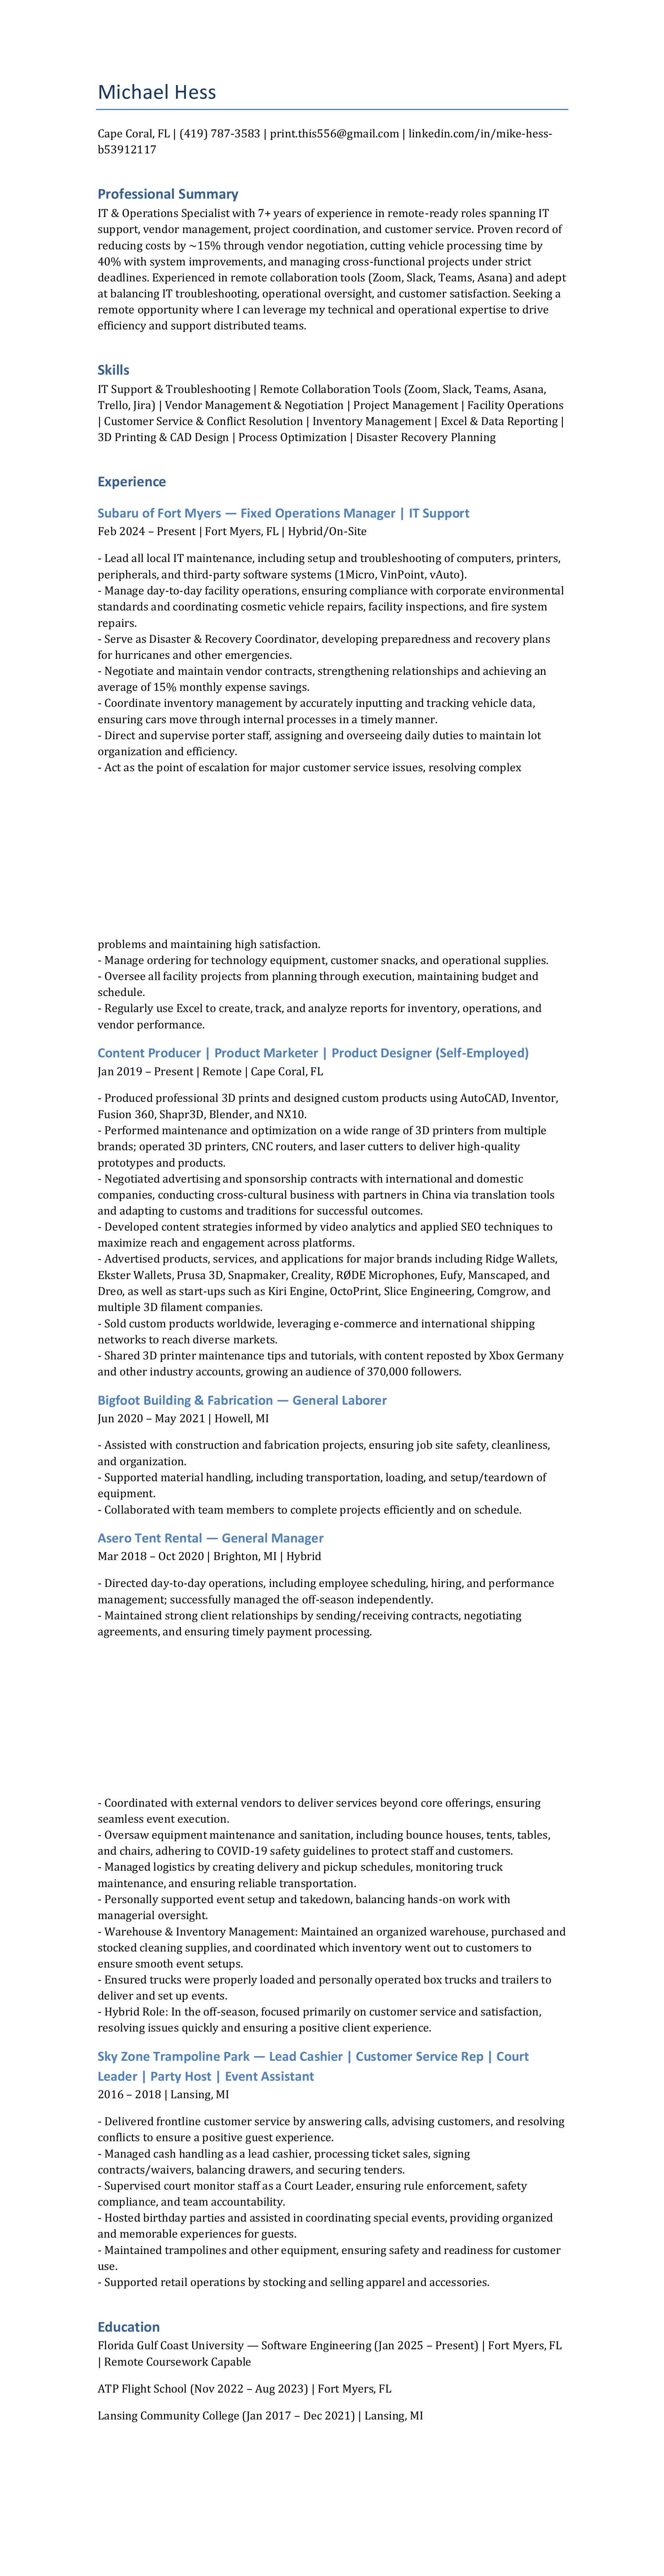 Michael Hess
Cape Coral, FL | (419) 787-3583 | print.this556@gmail.com | linkedin.com/in/mike-hess-
b53912117
Professional Summary
IT & Operations Specialist with 7+ years of experience in remote-ready roles spanning IT
support, vendor management, project coordination, and customer service. Proven record of
reducing costs by ~15% through vendor negotiation, cutting vehicle processing time by
40% with system improvements, and managing cross-functional projects under strict
deadlines. Experienced in remote collaboration tools (Zoom, Slack, Teams, Asana) and adept
at balancing IT troubleshooting, operational oversight, and customer satisfaction. Seeking a
remote opportunity where I can leverage my technical and operational expertise to drive
efficiency and support distributed teams.
Skills
IT Support & Troubleshooting | Remote Collaboration Tools (Zoom, Slack, Teams, Asana,
Trello, Jira) | Vendor Management & Negotiation | Project Management | Facility Operations
| Customer Service & Conflict Resolution | Inventory Management | Excel & Data Reporting |
3D Printing & CAD Design | Process Optimization | Disaster Recovery Planning
Experience
Subaru of Fort Myers — Fixed Operations Manager | IT Support
Feb 2024 – Present | Fort Myers, FL | Hybrid/On-Site
- Lead all local IT maintenance, including setup and troubleshooting of computers, printers,
peripherals, and third-party software systems (1Micro, VinPoint, vAuto).
- Manage day-to-day facility operations, ensuring compliance with corporate environmental
standards and coordinating cosmetic vehicle repairs, facility inspections, and fire system
repairs.
- Serve as Disaster & Recovery Coordinator, developing preparedness and recovery plans
for hurricanes and other emergencies.
- Negotiate and maintain vendor contracts, strengthening relationships and achieving an
average of 15% monthly expense savings.
- Coordinate inventory management by accurately inputting and tracking vehicle data,
ensuring cars move through internal processes in a timely manner.
- Direct and supervise porter staff, assigning and overseeing daily duties to maintain lot
organization and efficiency.
- Act as the point of escalation for major customer service issues, resolving complex
problems and maintaining high satisfaction.
- Manage ordering for technology equipment, customer snacks, and operational supplies.
- Oversee all facility projects from planning through execution, maintaining budget and
schedule.
- Regularly use Excel to create, track, and analyze reports for inventory, operations, and
vendor performance.
Content Producer | Product Marketer | Product Designer (Self-Employed)
Jan 2019 – Present | Remote | Cape Coral, FL
- Produced professional 3D prints and designed custom products using AutoCAD, Inventor,
Fusion 360, Shapr3D, Blender, and NX10.
- Performed maintenance and optimization on a wide range of 3D printers from multiple
brands; operated 3D printers, CNC routers, and laser cutters to deliver high-quality
prototypes and products.
- Negotiated advertising and sponsorship contracts with international and domestic
companies, conducting cross-cultural business with partners in China via translation tools
and adapting to customs and traditions for successful outcomes.
- Developed content strategies informed by video analytics and applied SEO techniques to
maximize reach and engagement across platforms.
- Advertised products, services, and applications for major brands including Ridge Wallets,
Ekster Wallets, Prusa 3D, Snapmaker, Creality, RØDE Microphones, Eufy, Manscaped, and
Dreo, as well as start-ups such as Kiri Engine, OctoPrint, Slice Engineering, Comgrow, and
multiple 3D filament companies.
- Sold custom products worldwide, leveraging e-commerce and international shipping
networks to reach diverse markets.
- Shared 3D printer maintenance tips and tutorials, with content reposted by Xbox Germany
and other industry accounts, growing an audience of 370,000 followers.
Bigfoot Building & Fabrication — General Laborer
Jun 2020 – May 2021 | Howell, MI
- Assisted with construction and fabrication projects, ensuring job site safety, cleanliness,
and organization.
- Supported material handling, including transportation, loading, and setup/teardown of
equipment.
- Collaborated with team members to complete projects efficiently and on schedule.
Asero Tent Rental — General Manager
Mar 2018 – Oct 2020 | Brighton, MI | Hybrid
- Directed day-to-day operations, including employee scheduling, hiring, and performance
management; successfully managed the off-season independently.
- Maintained strong client relationships by sending/receiving contracts, negotiating
agreements, and ensuring timely payment processing.
- Coordinated with external vendors to deliver services beyond core offerings, ensuring
seamless event execution.
- Oversaw equipment maintenance and sanitation, including bounce houses, tents, tables,
and chairs, adhering to COVID-19 safety guidelines to protect staff and customers.
- Managed logistics by creating delivery and pickup schedules, monitoring truck
maintenance, and ensuring reliable transportation.
- Personally supported event setup and takedown, balancing hands-on work with
managerial oversight.
- Warehouse & Inventory Management: Maintained an organized warehouse, purchased and
stocked cleaning supplies, and coordinated which inventory went out to customers to
ensure smooth event setups.
- Ensured trucks were properly loaded and personally operated box trucks and trailers to
deliver and set up events.
- Hybrid Role: In the off-season, focused primarily on customer service and satisfaction,
resolving issues quickly and ensuring a positive client experience.
Sky Zone Trampoline Park — Lead Cashier | Customer Service Rep | Court
Leader | Party Host | Event Assistant
2016 – 2018 | Lansing, MI
- Delivered frontline customer service by answering calls, advising customers, and resolving
conflicts to ensure a positive guest experience.
- Managed cash handling as a lead cashier, processing ticket sales, signing
contracts/waivers, balancing drawers, and securing tenders.
- Supervised court monitor staff as a Court Leader, ensuring rule enforcement, safety
compliance, and team accountability.
- Hosted birthday parties and assisted in coordinating special events, providing organized
and memorable experiences for guests.
- Maintained trampolines and other equipment, ensuring safety and readiness for customer
use.
- Supported retail operations by stocking and selling apparel and accessories.
Education
Florida Gulf Coast University — Software Engineering (Jan 2025 – Present) | Fort Myers, FL
| Remote Coursework Capable
ATP Flight School (Nov 2022 – Aug 2023) | Fort Myers, FL
Lansing Community College (Jan 2017 – Dec 2021) | Lansing, MI